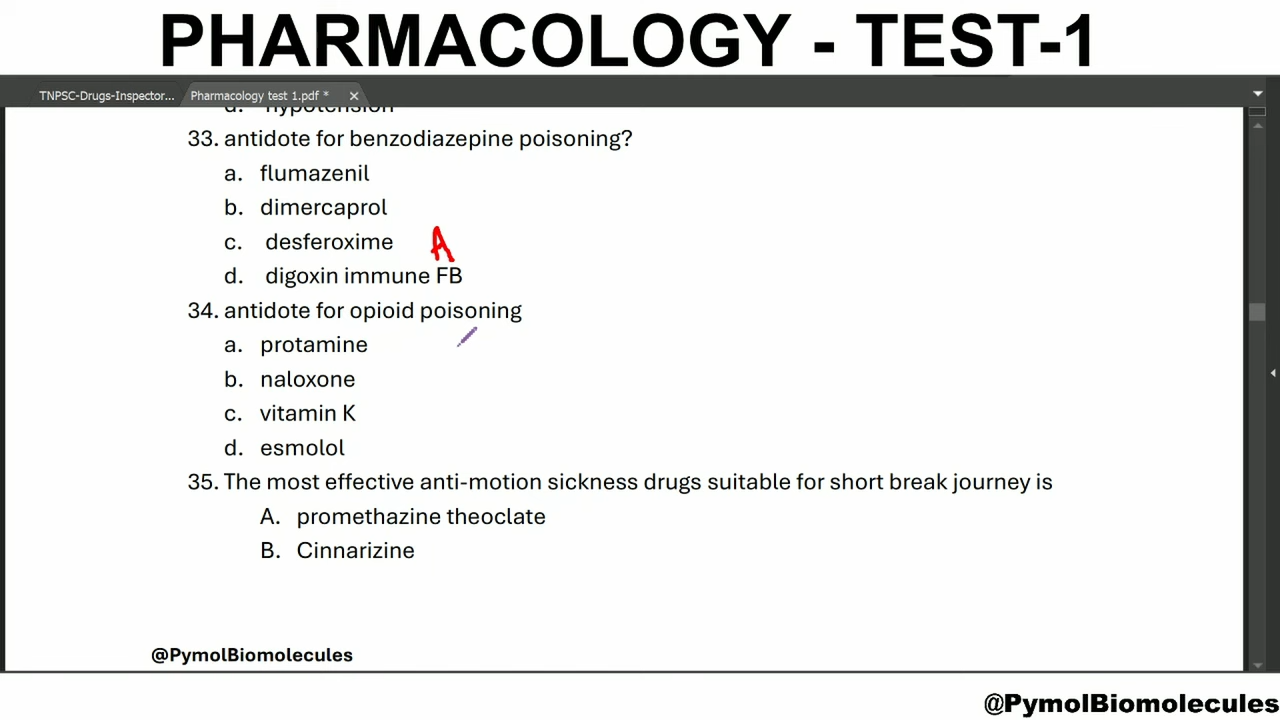 PHARMACOLOGY - TEST-1
TNPSC-Drugs-Inspector... Pharmacology test 1.pdf *
d. hypotension
33. antidote for benzodiazepine poisoning?
a. flumazenil
b. dimercaprol
c. desferoxime A
d. digoxin immune FB
34. antidote for opioid poisoning
a. protamine
b. naloxone
c. vitamin K
d. esmolol
35. The most effective anti-motion sickness drugs suitable for short break journey is
A. promethazine theoclate
B. Cinnarizine
@PymolBiomolecules
@PymolBiomolecules